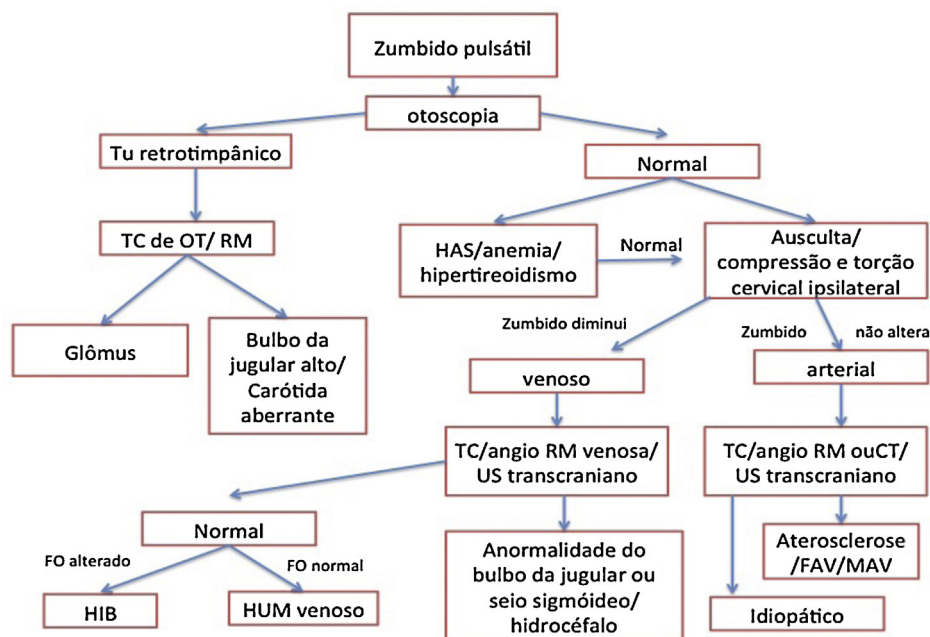 Zumbido pulsátil
otoscopia
Tu retrotimpânico
Normal
TC de OT/ RM
HAS/anemia/
hipertireoidismo
Normal
Ausculta/
compressão e torção
cervical ipsilateral
Glômus
Bulbo da
jugular alto/
Carótida
aberrante
Zumbido diminui
Zumbido não altera
venoso
arterial
TC/angio RM venosa/
US transcraniano
TC/angio RM ouCT/
US transcraniano
Normal
FO alterado
FO normal
HIB
HUM venoso
Anormalidade do
bulbo da jugular ou
seio sigmóideo/
hidrocéfalo
Aterosclerose
/FAV/MAV
Idiopático